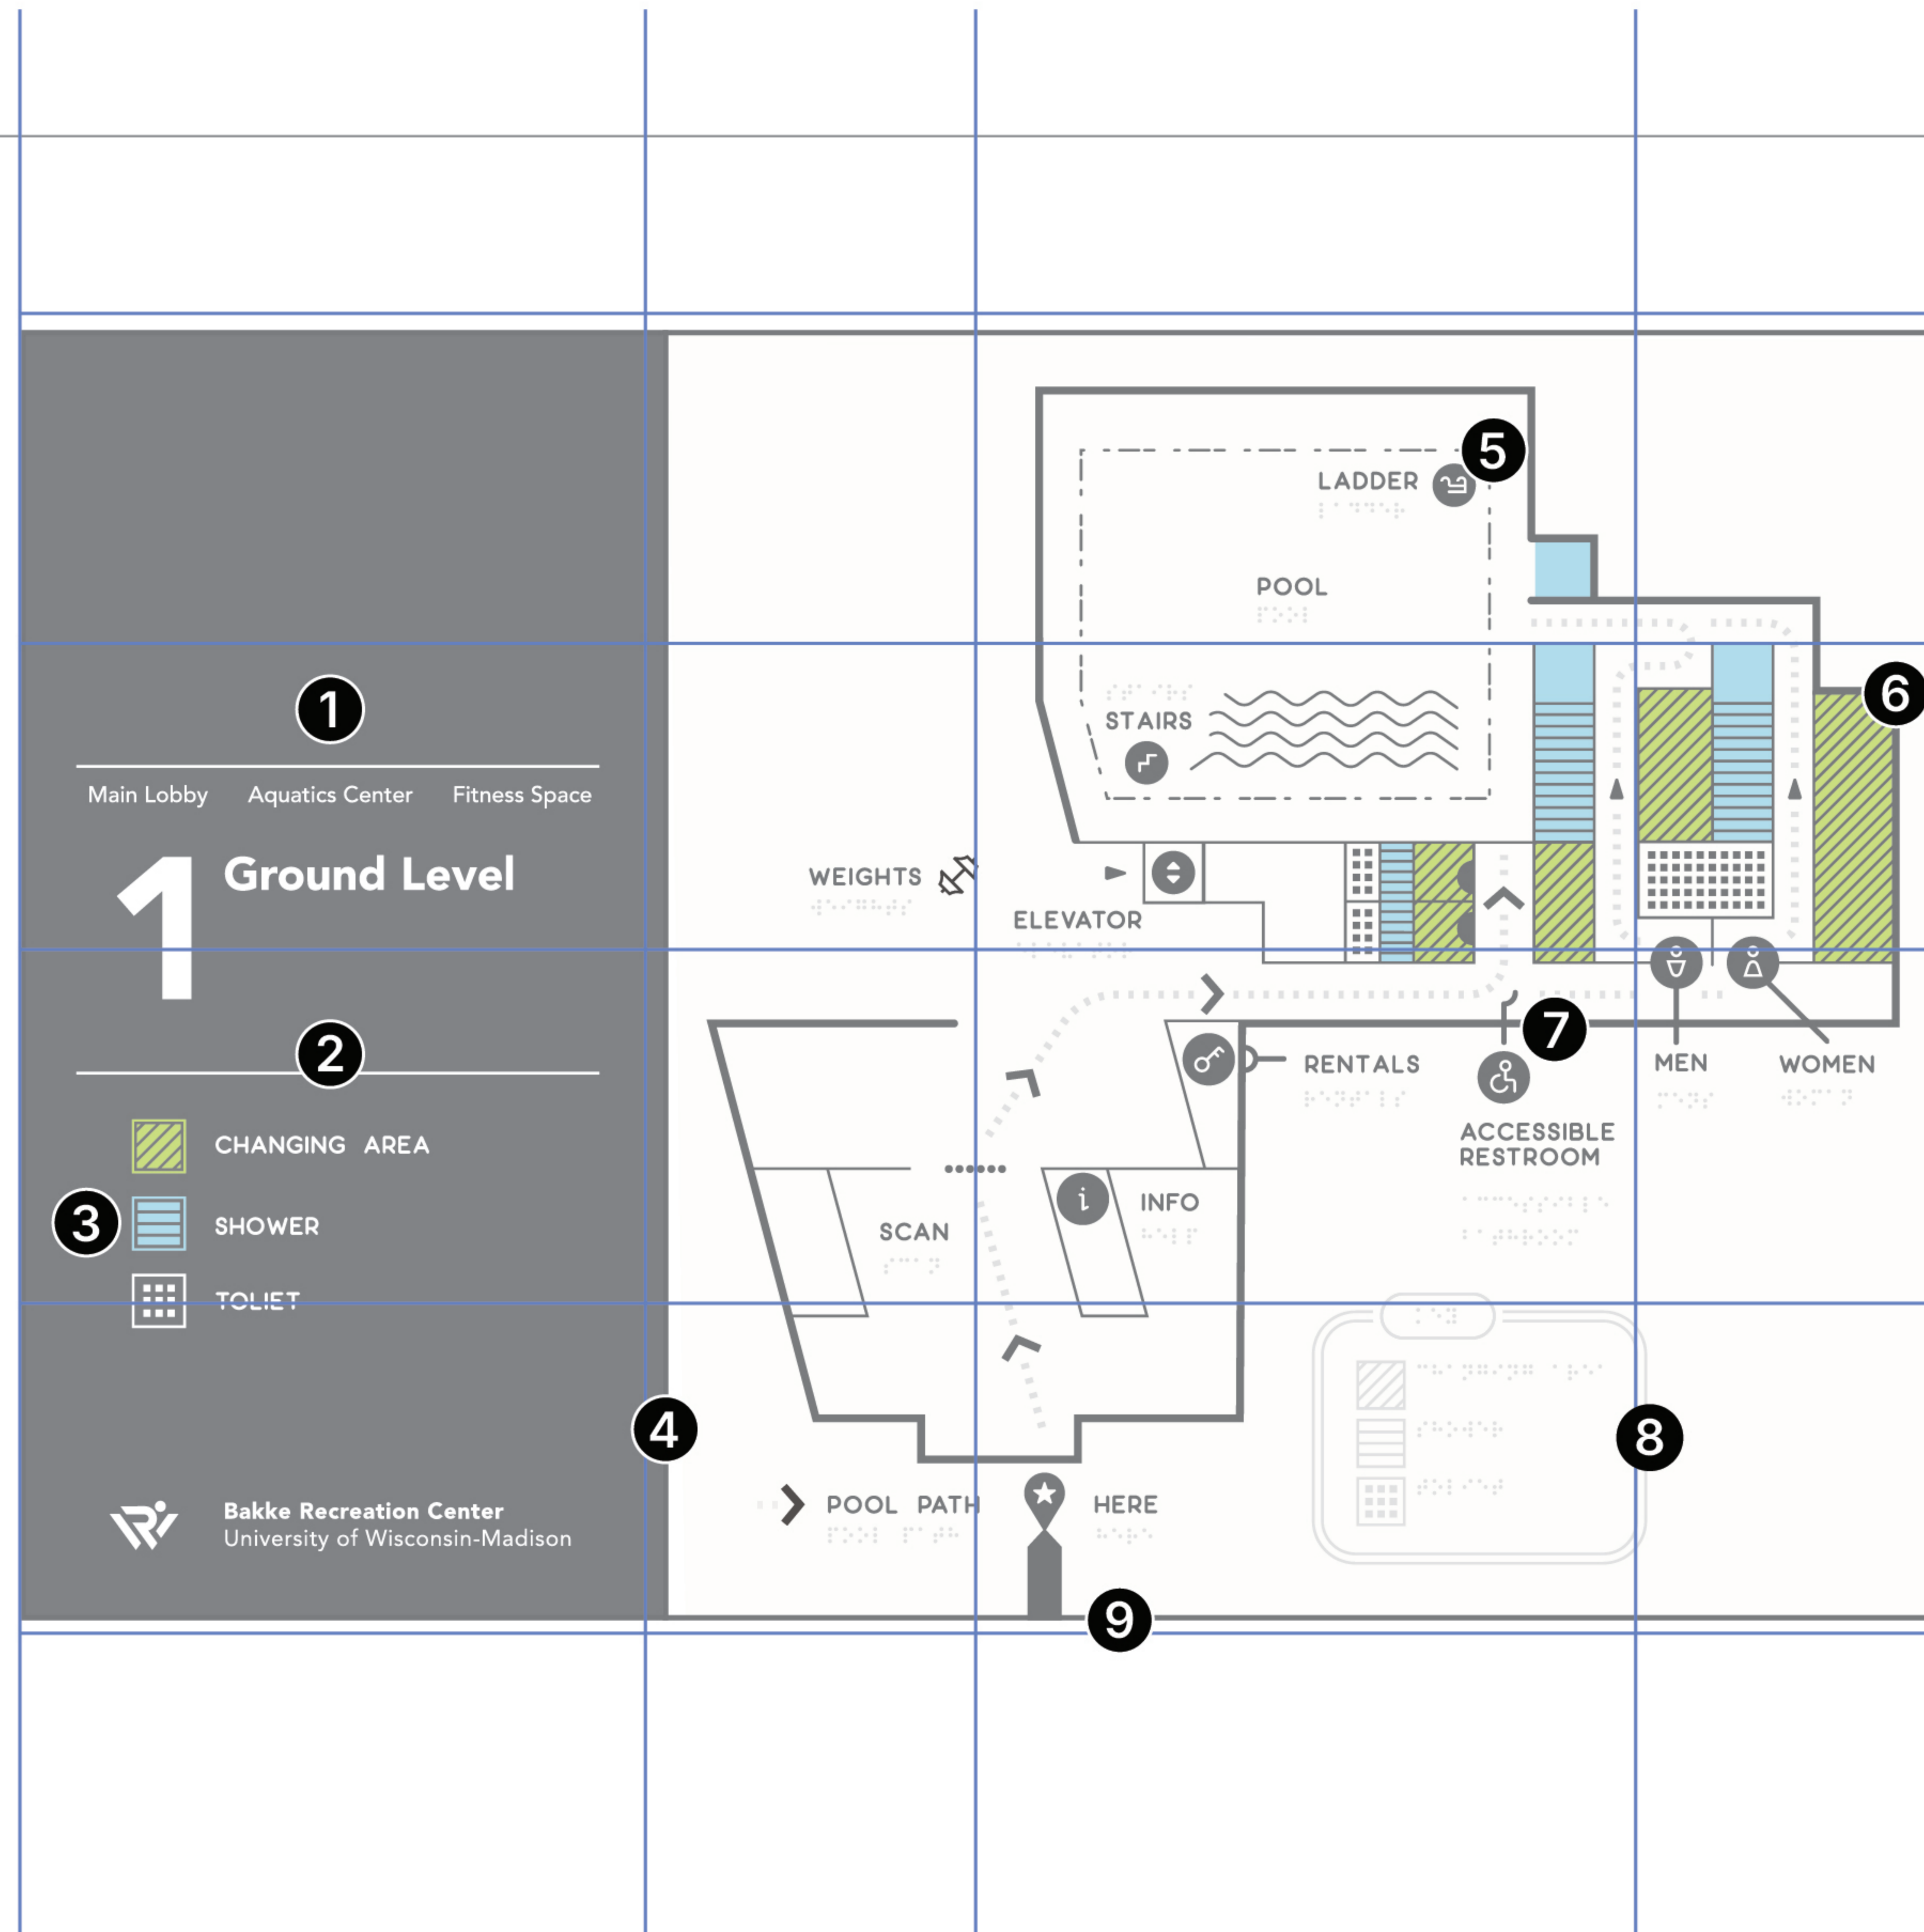 1
Main Lobby Aquatics Center Fitness Space
1 Ground Level
2
CHANGING AREA
3 SHOWER
TOLIET
4
Bakke Recreation Center
University of Wisconsin-Madison
5
LADDER
POOL
STAIRS
6
WEIGHTS
ELEVATOR
7
RENTALS
MEN
WOMEN
ACCESSIBLE
RESTROOM
i
INFO
SCAN
8
POOL PATH
HERE
9